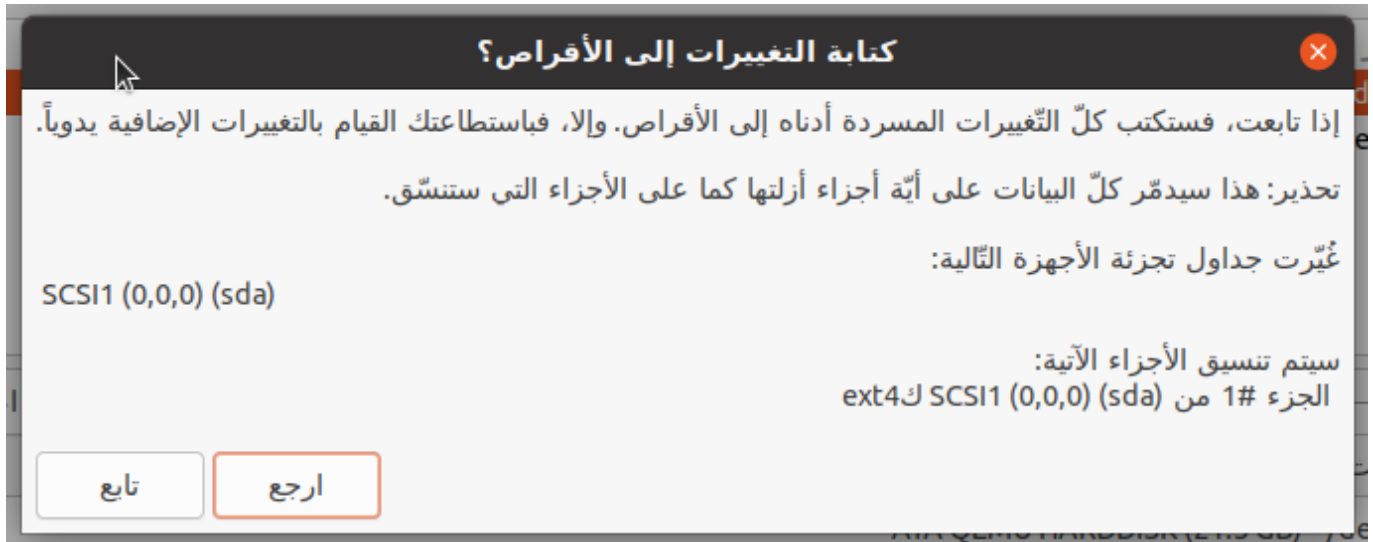 كتابة التغييرات إلى الأقراص؟
إذا تابعت، فستكتب كلّ التّغييرات المسردة أدناه إلى الأقراص. وإلا، فباستطاعتك القيام بالتغييرات الإضافية يدوياً.
تحذير: هذا سيدمّر كلّ البيانات على أيّة أجزاء أزلتها كما على الأجزاء التي ستنسّق.
غُيّرت جداول تجزئة الأجهزة التّالية:
SCSI1 (0,0,0) (sda)
سيتم تنسيق الأجزاء الآتية:
الجزء #1 من SCSI1 (0,0,0) (sda) كext4
ارجع
تابع